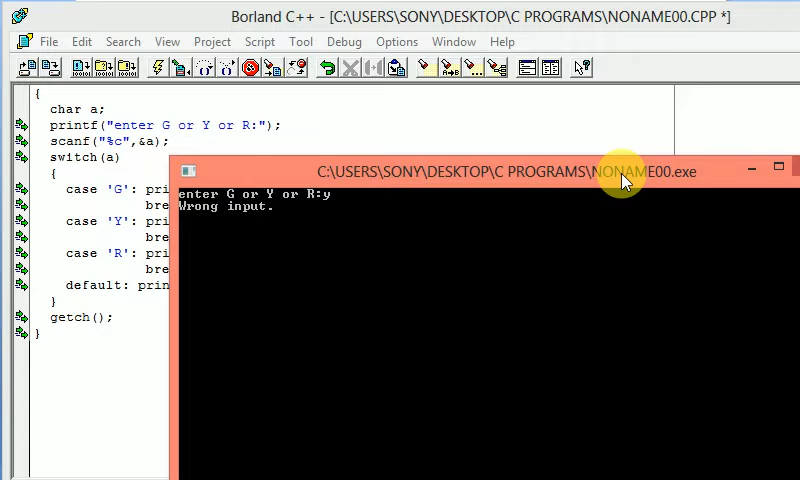 Borland C++ - [C:\USERS\SONY\DESKTOP\C PROGRAMS\NONAME00.CPP *]
File Edit Search View Project Script Tool Debug Options Window Help
{
char a;
printf("enter G or Y or R:");
scanf("%c",&a);
switch(a)
{
case 'G': pri
bre
case 'Y': pri
bre
case 'R': pri
bre
default: prin
}
getch();
}
C:\USERS\SONY\DESKTOP\C PROGRAMS\NONAME00.exe
enter G or Y or R:y
Wrong input.